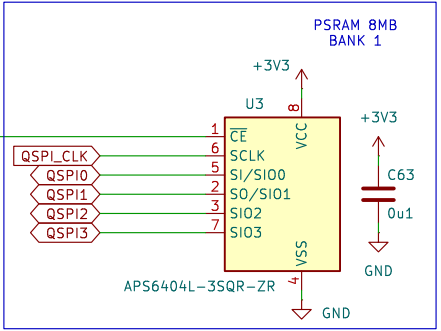 PSRAM 8MB
BANK 1
+3V3
U3
8
VCC
+3V3
1
CE
QSPI_CLK
6
SCLK
QSPI0
5
SI/SIO0
QSPI1
2
SO/SIO1
QSPI2
3
SIO2
QSPI3
7
SIO3
C63
0u1
VSS
GND
APS6404L-3SQR-ZR
4
GND